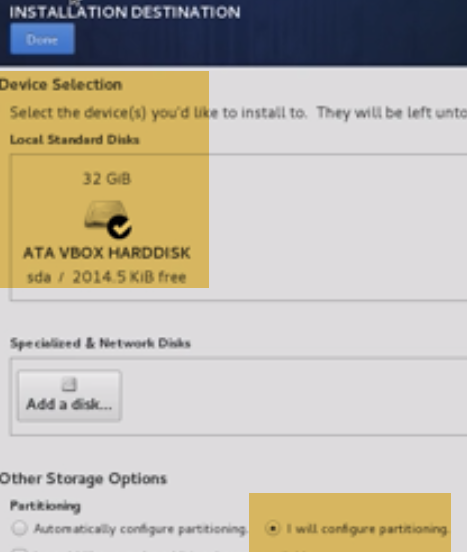 INSTALLATION DESTINATION
Done
Device Selection
Select the device(s) you'd like to install to. They will be left unto
Local Standard Disks
32 GiB
ATA VBOX HARDDISK
sda / 2014.5 KiB free
Specialized & Network Disks
Add a disk...
Other Storage Options
Partitioning
Automatically configure partitioning. I will configure partitioning.